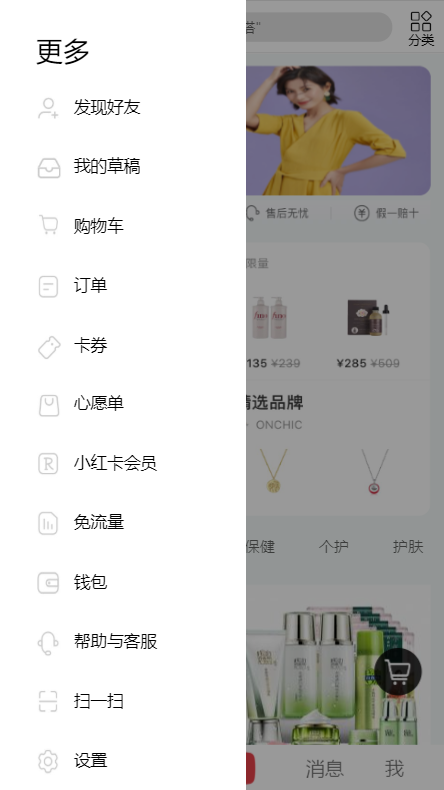 更多
发现好友
我的草稿
购物车
订单
卡券
心愿单
小红卡会员
免流量
钱包
帮助与客服
扫一扫
设置
答"
分类
售后无忧
假一赔十
限量
135 ¥239
¥285 ¥509
精选品牌
· ONCHIC
保健
个护
护肤
消息
我